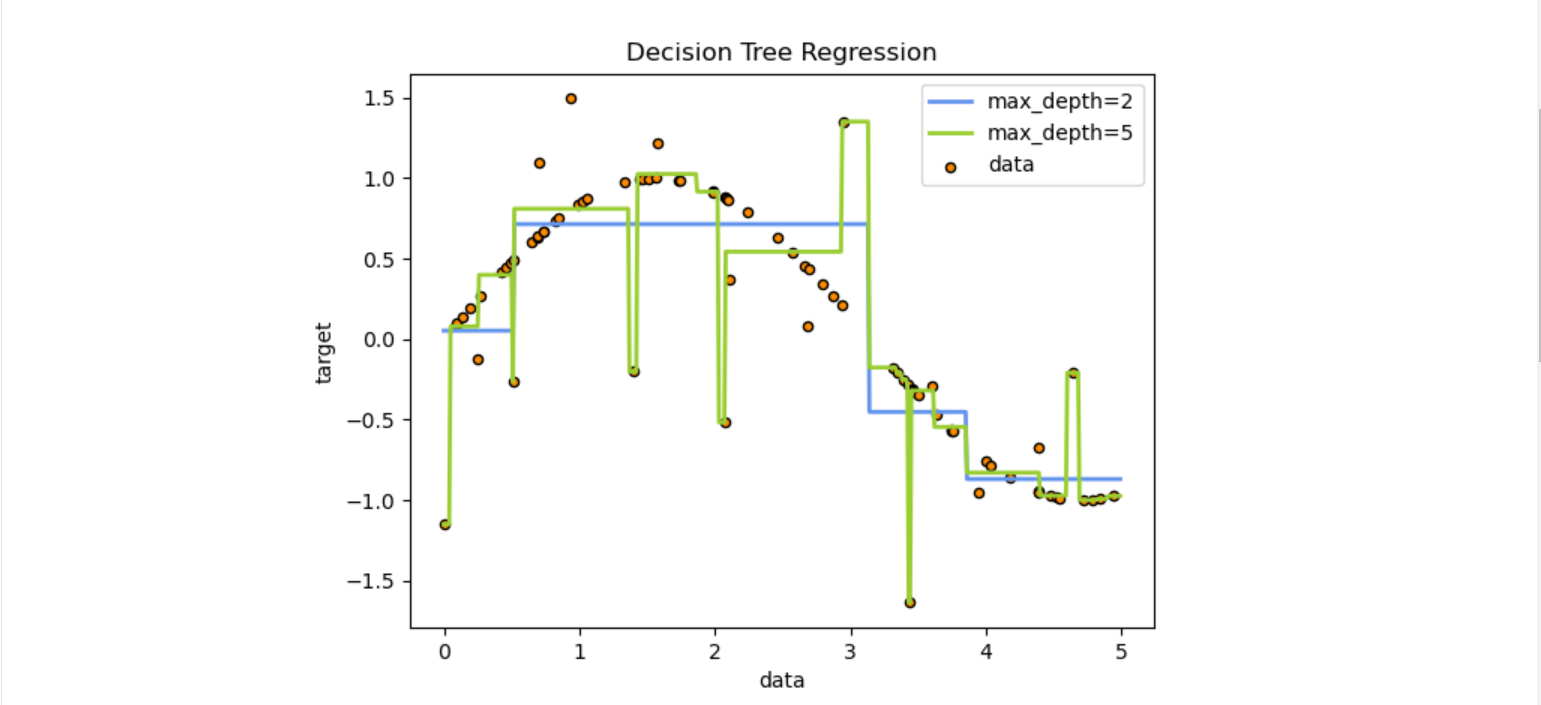 Decision Tree Regression
max_depth=2
max_depth=5
data
1.5
1.0
0.5
0.0
−0.5
−1.0
−1.5
target
0 1 2 3 4 5
data